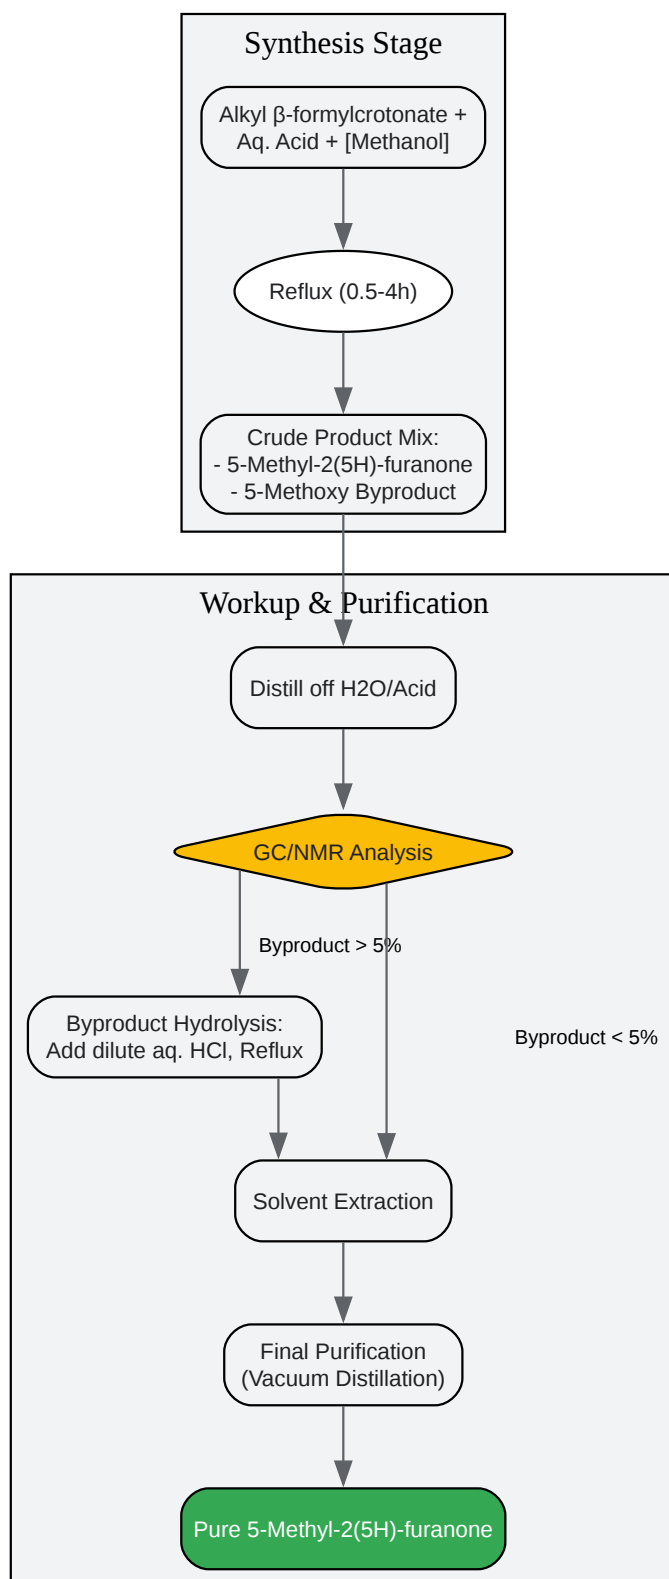 Synthesis Stage
Alkyl β-formylcrotonate +
Aq. Acid + [Methanol]
Reflux (0.5-4h)
Crude Product Mix:
- 5-Methyl-2(5H)-furanone
- 5-Methoxy Byproduct
Workup & Purification
Distill off H2O/Acid
GC/NMR Analysis
Byproduct > 5%
Byproduct Hydrolysis:
Add dilute aq. HCl, Reflux
Byproduct < 5%
Solvent Extraction
Final Purification
(Vacuum Distillation)
Pure 5-Methyl-2(5H)-furanone